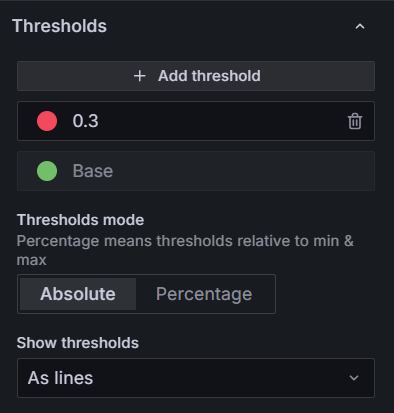 Thresholds
+ Add threshold
0.3
Base
Thresholds mode
Percentage means thresholds relative to min &
max
Absolute Percentage
Show thresholds
As lines